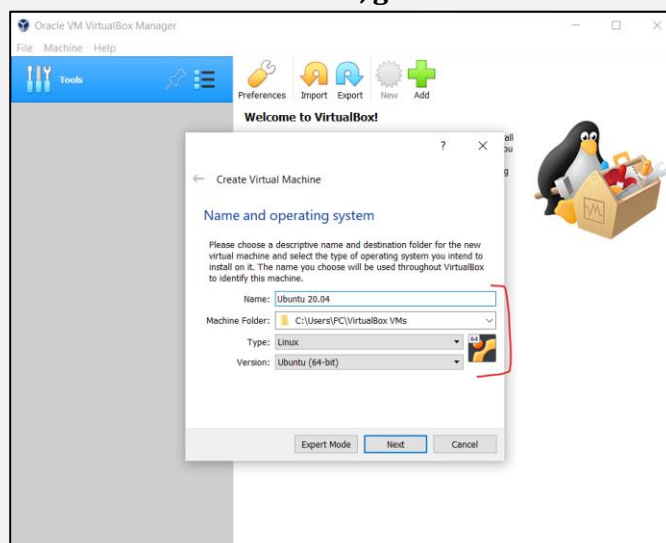 Oracle VM VirtualBox Manager
File Machine Help
Tools
Preferences Import Export New Add
Welcome to VirtualBox!
all
? ×
Create Virtual Machine
Name and operating system
Please choose a descriptive name and destination folder for the new
virtual machine and select the type of operating system you intend to
install on it. The name you choose will be used throughout VirtualBox
to identify this machine.
Name: Ubuntu 20.04
Machine Folder: C:\Users\PC\VirtualBox VMs
Type: Linux
64
Version: Ubuntu (64-bit)
Expert Mode Next Cancel